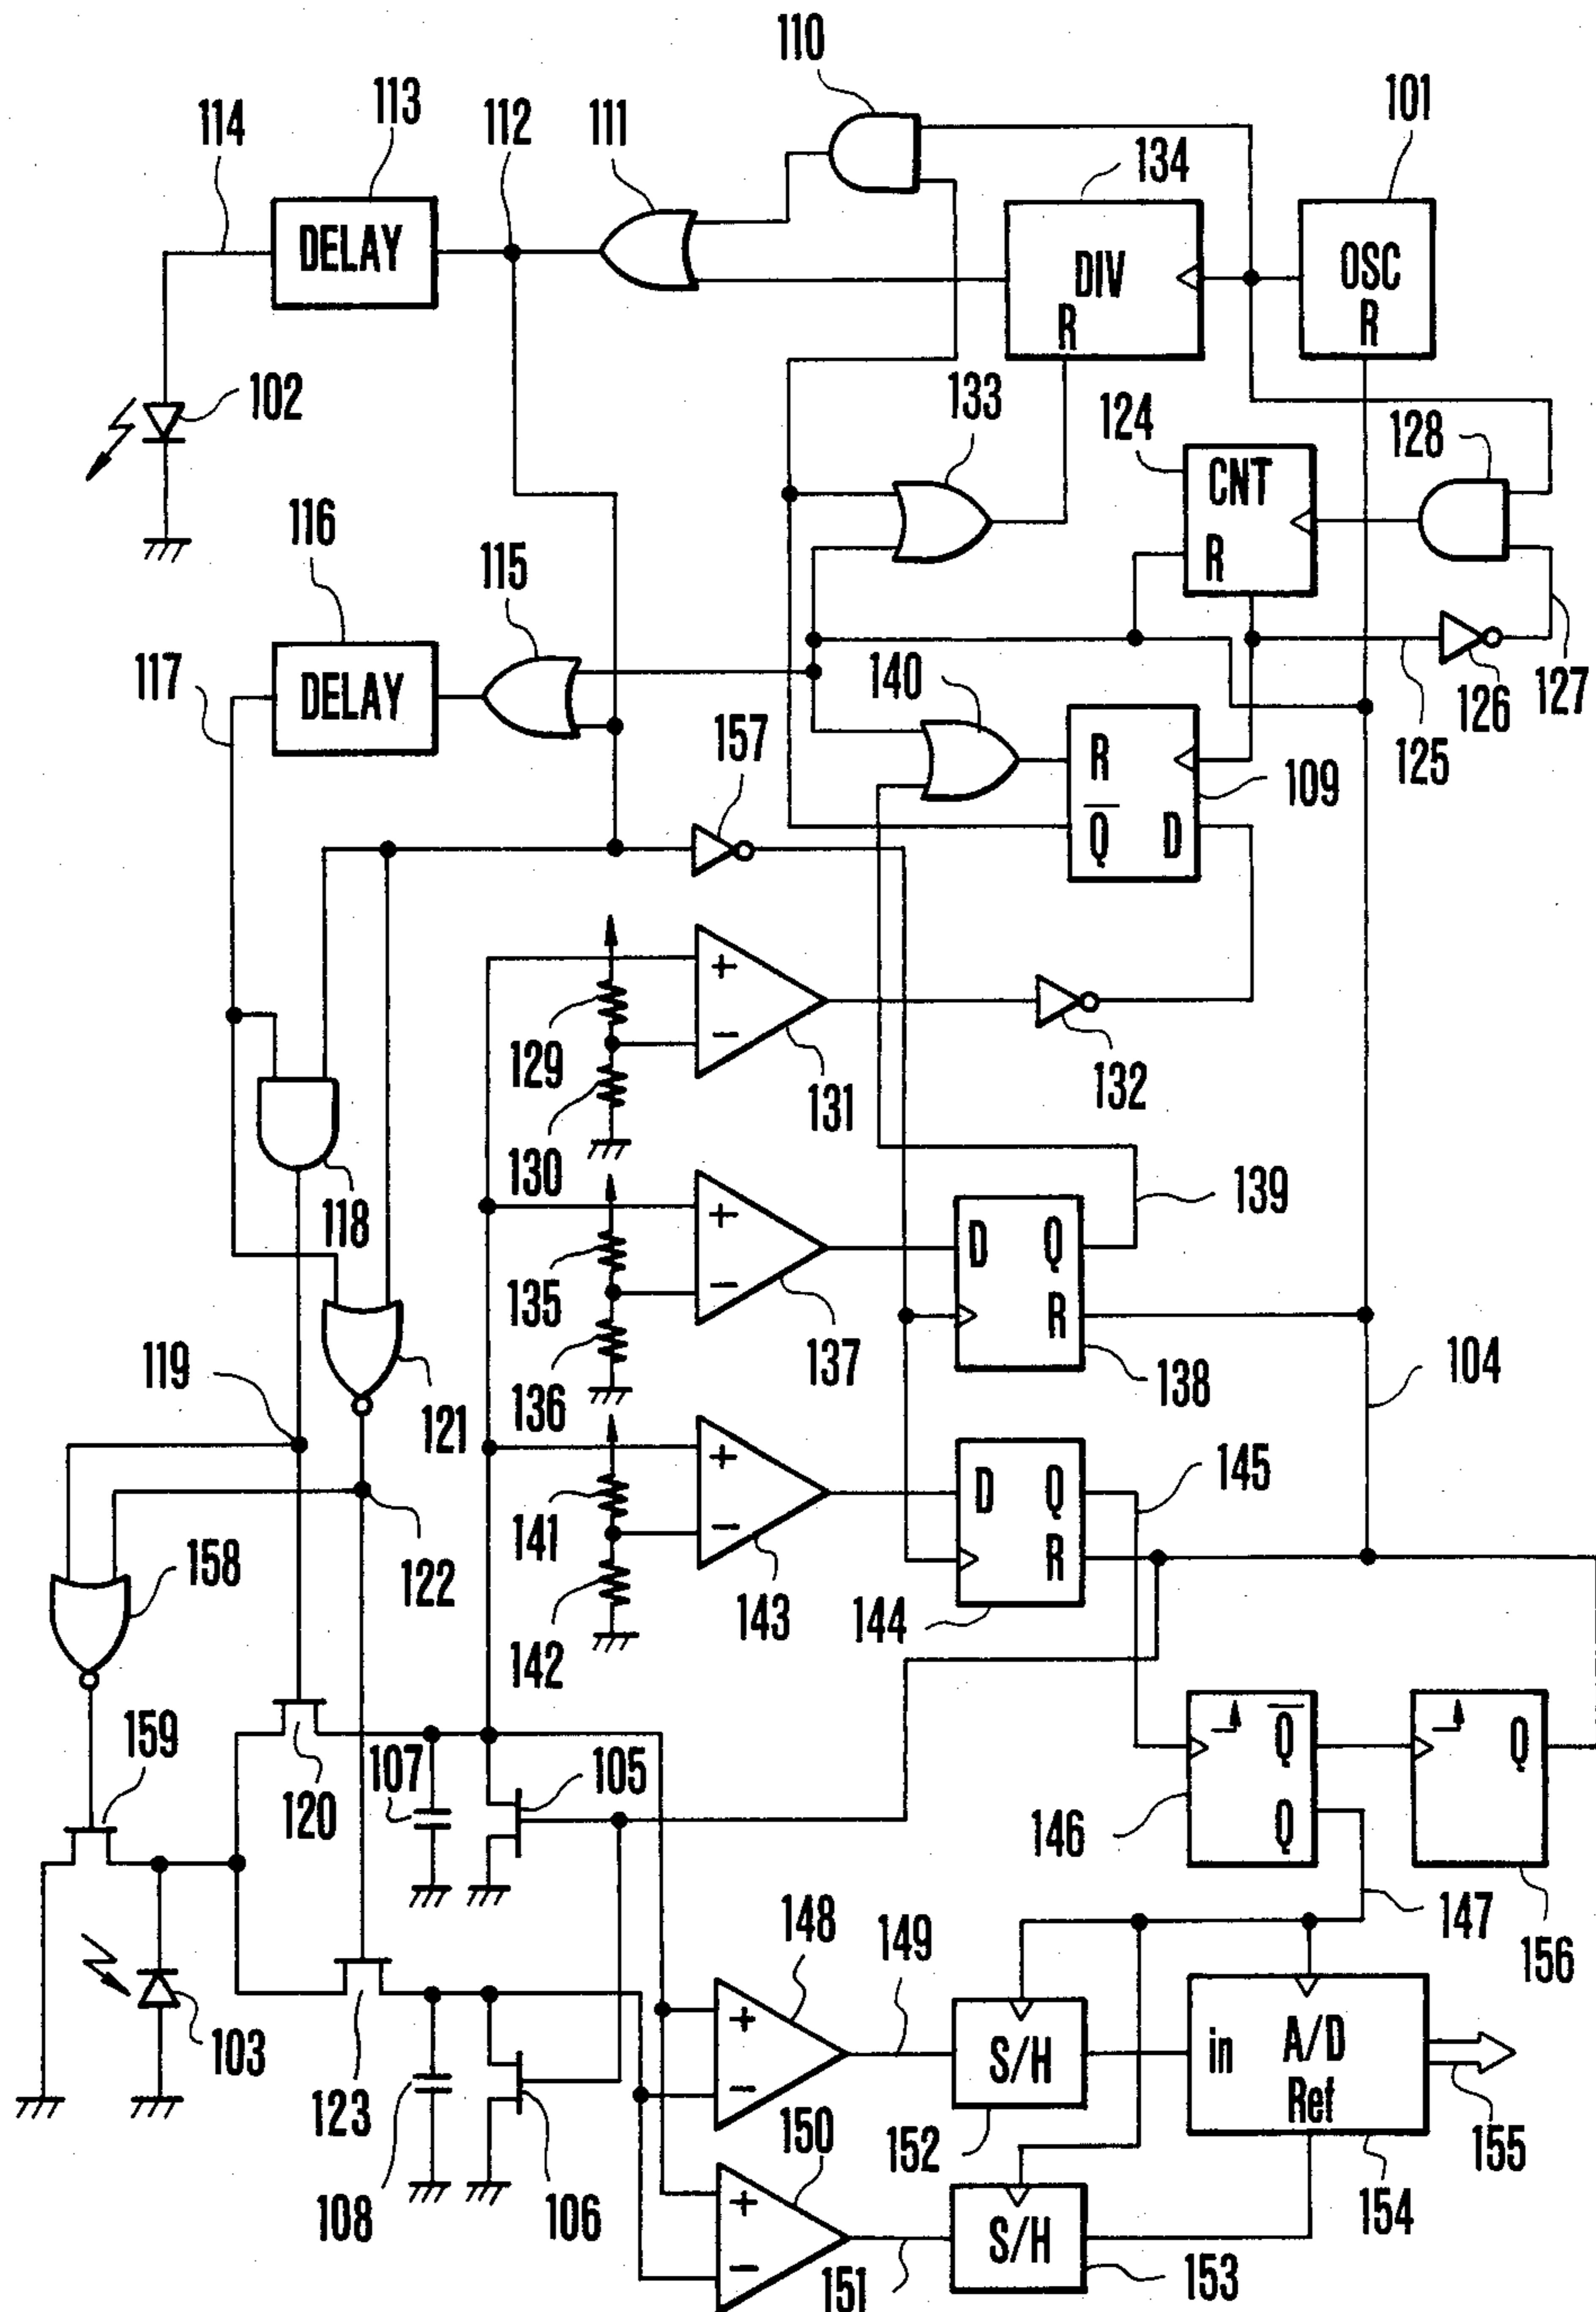 110
101
114
113
112
111
134
DELAY
DIV
R
OSC
R
102
133
124
CNT
R
128
116
115
117
DELAY
140
157
R
Q
D
109
125
126
127
+
−
129
130
131
132
118
135
136
+
−
137
D
Q
R
138
139
104
119
121
141
142
+
−
143
D
Q
R
144
145
158
122
159
120
107
105
146
Q
Q
Q
156
147
103
123
108
106
148
+
−
149
150
+
−
151
S/H
152
S/H
153
in
A/D
Ref
154
155